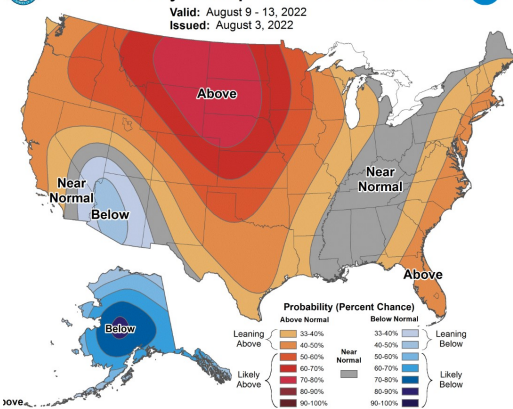 Valid: August 9 - 13, 2022
Issued: August 3, 2022
Above
Near
Normal
Below
Near
Normal
Above
Below
Probability (Percent Chance)
Above Normal
Below Normal
Leaning
Above
33-40%
40-50%
Likely
Above
50-60%
60-70%
70-80%
80-90%
90-100%
Near
Normal
33-40%
40-50%
Leaning
Below
50-60%
60-70%
70-80%
80-90%
90-100%
Likely
Below
ove